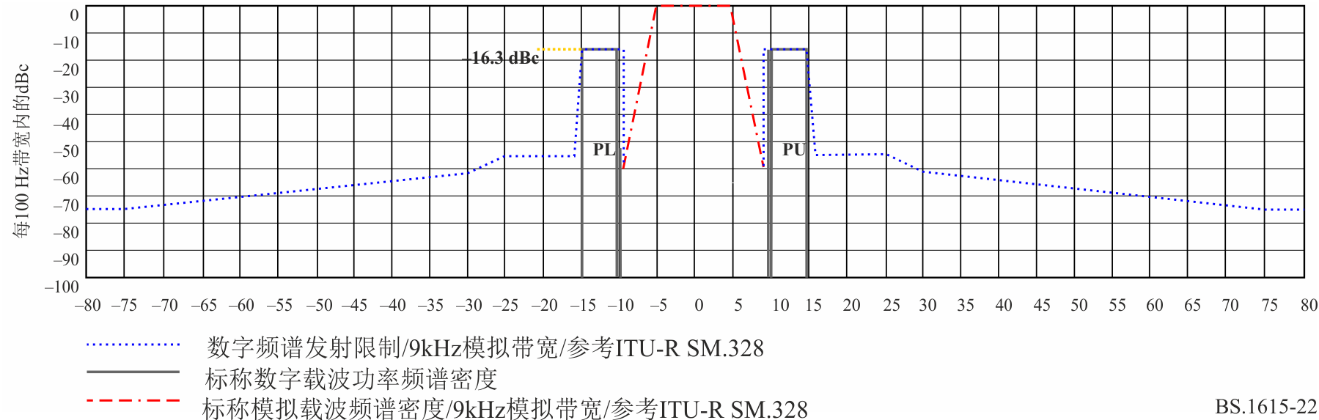 0
–10
–20
–30
–40
–50
–60
–70
–80
–90
–100
每100 Hz带宽内的dBc
–16.3 dBc
PL
PU
–80 –75 –70 –65 –60 –55 –50 –45 –40 –35 –30 –25 –20 –15 –10 –5 0 5 10 15 20 25 30 35 40 45 50 55 60 65 70 75 80
数字频谱发射限制/9kHz模拟带宽/参考ITU-R SM.328
标称数字载波功率频谱密度
标称模拟载波频谱密度/9kHz模拟带宽/参考ITU-R SM.328
BS.1615-22